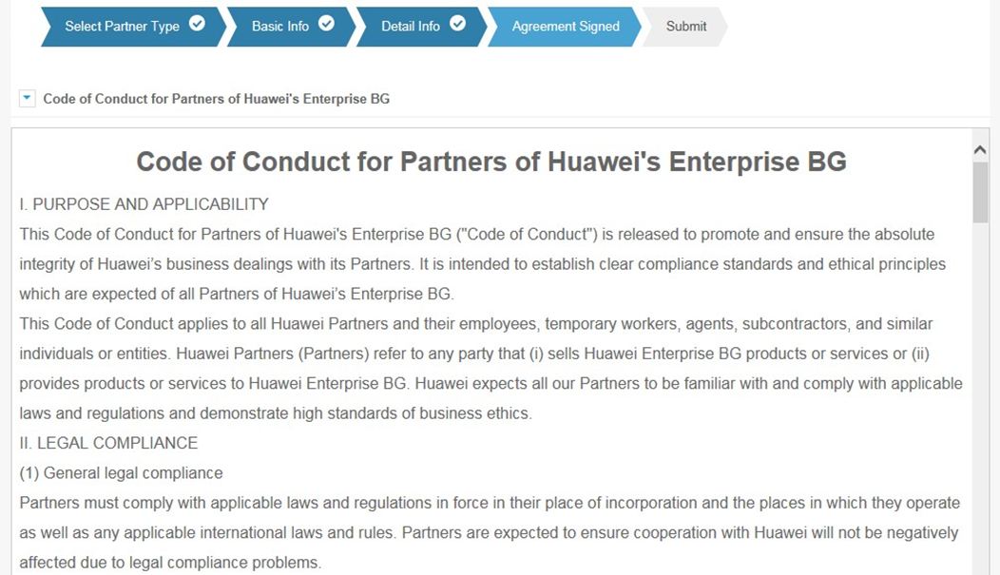 Select Partner Type
Basic Info
Detail Info
Agreement Signed
Submit
Code of Conduct for Partners of Huawei's Enterprise BG
Code of Conduct for Partners of Huawei's Enterprise BG
I. PURPOSE AND APPLICABILITY
This Code of Conduct for Partners of Huawei's Enterprise BG ("Code of Conduct") is released to promote and ensure the absolute
integrity of Huawei’s business dealings with its Partners. It is intended to establish clear compliance standards and ethical principles
which are expected of all Partners of Huawei’s Enterprise BG.
This Code of Conduct applies to all Huawei Partners and their employees, temporary workers, agents, subcontractors, and similar
individuals or entities. Huawei Partners (Partners) refer to any party that (i) sells Huawei Enterprise BG products or services or (ii)
provides products or services to Huawei Enterprise BG. Huawei expects all our Partners to be familiar with and comply with applicable
laws and regulations and demonstrate high standards of business ethics.
II. LEGAL COMPLIANCE
(1) General legal compliance
Partners must comply with applicable laws and regulations in force in their place of incorporation and the places in which they operate
as well as any applicable international laws and rules. Partners are expected to ensure cooperation with Huawei will not be negatively
affected due to legal compliance problems.